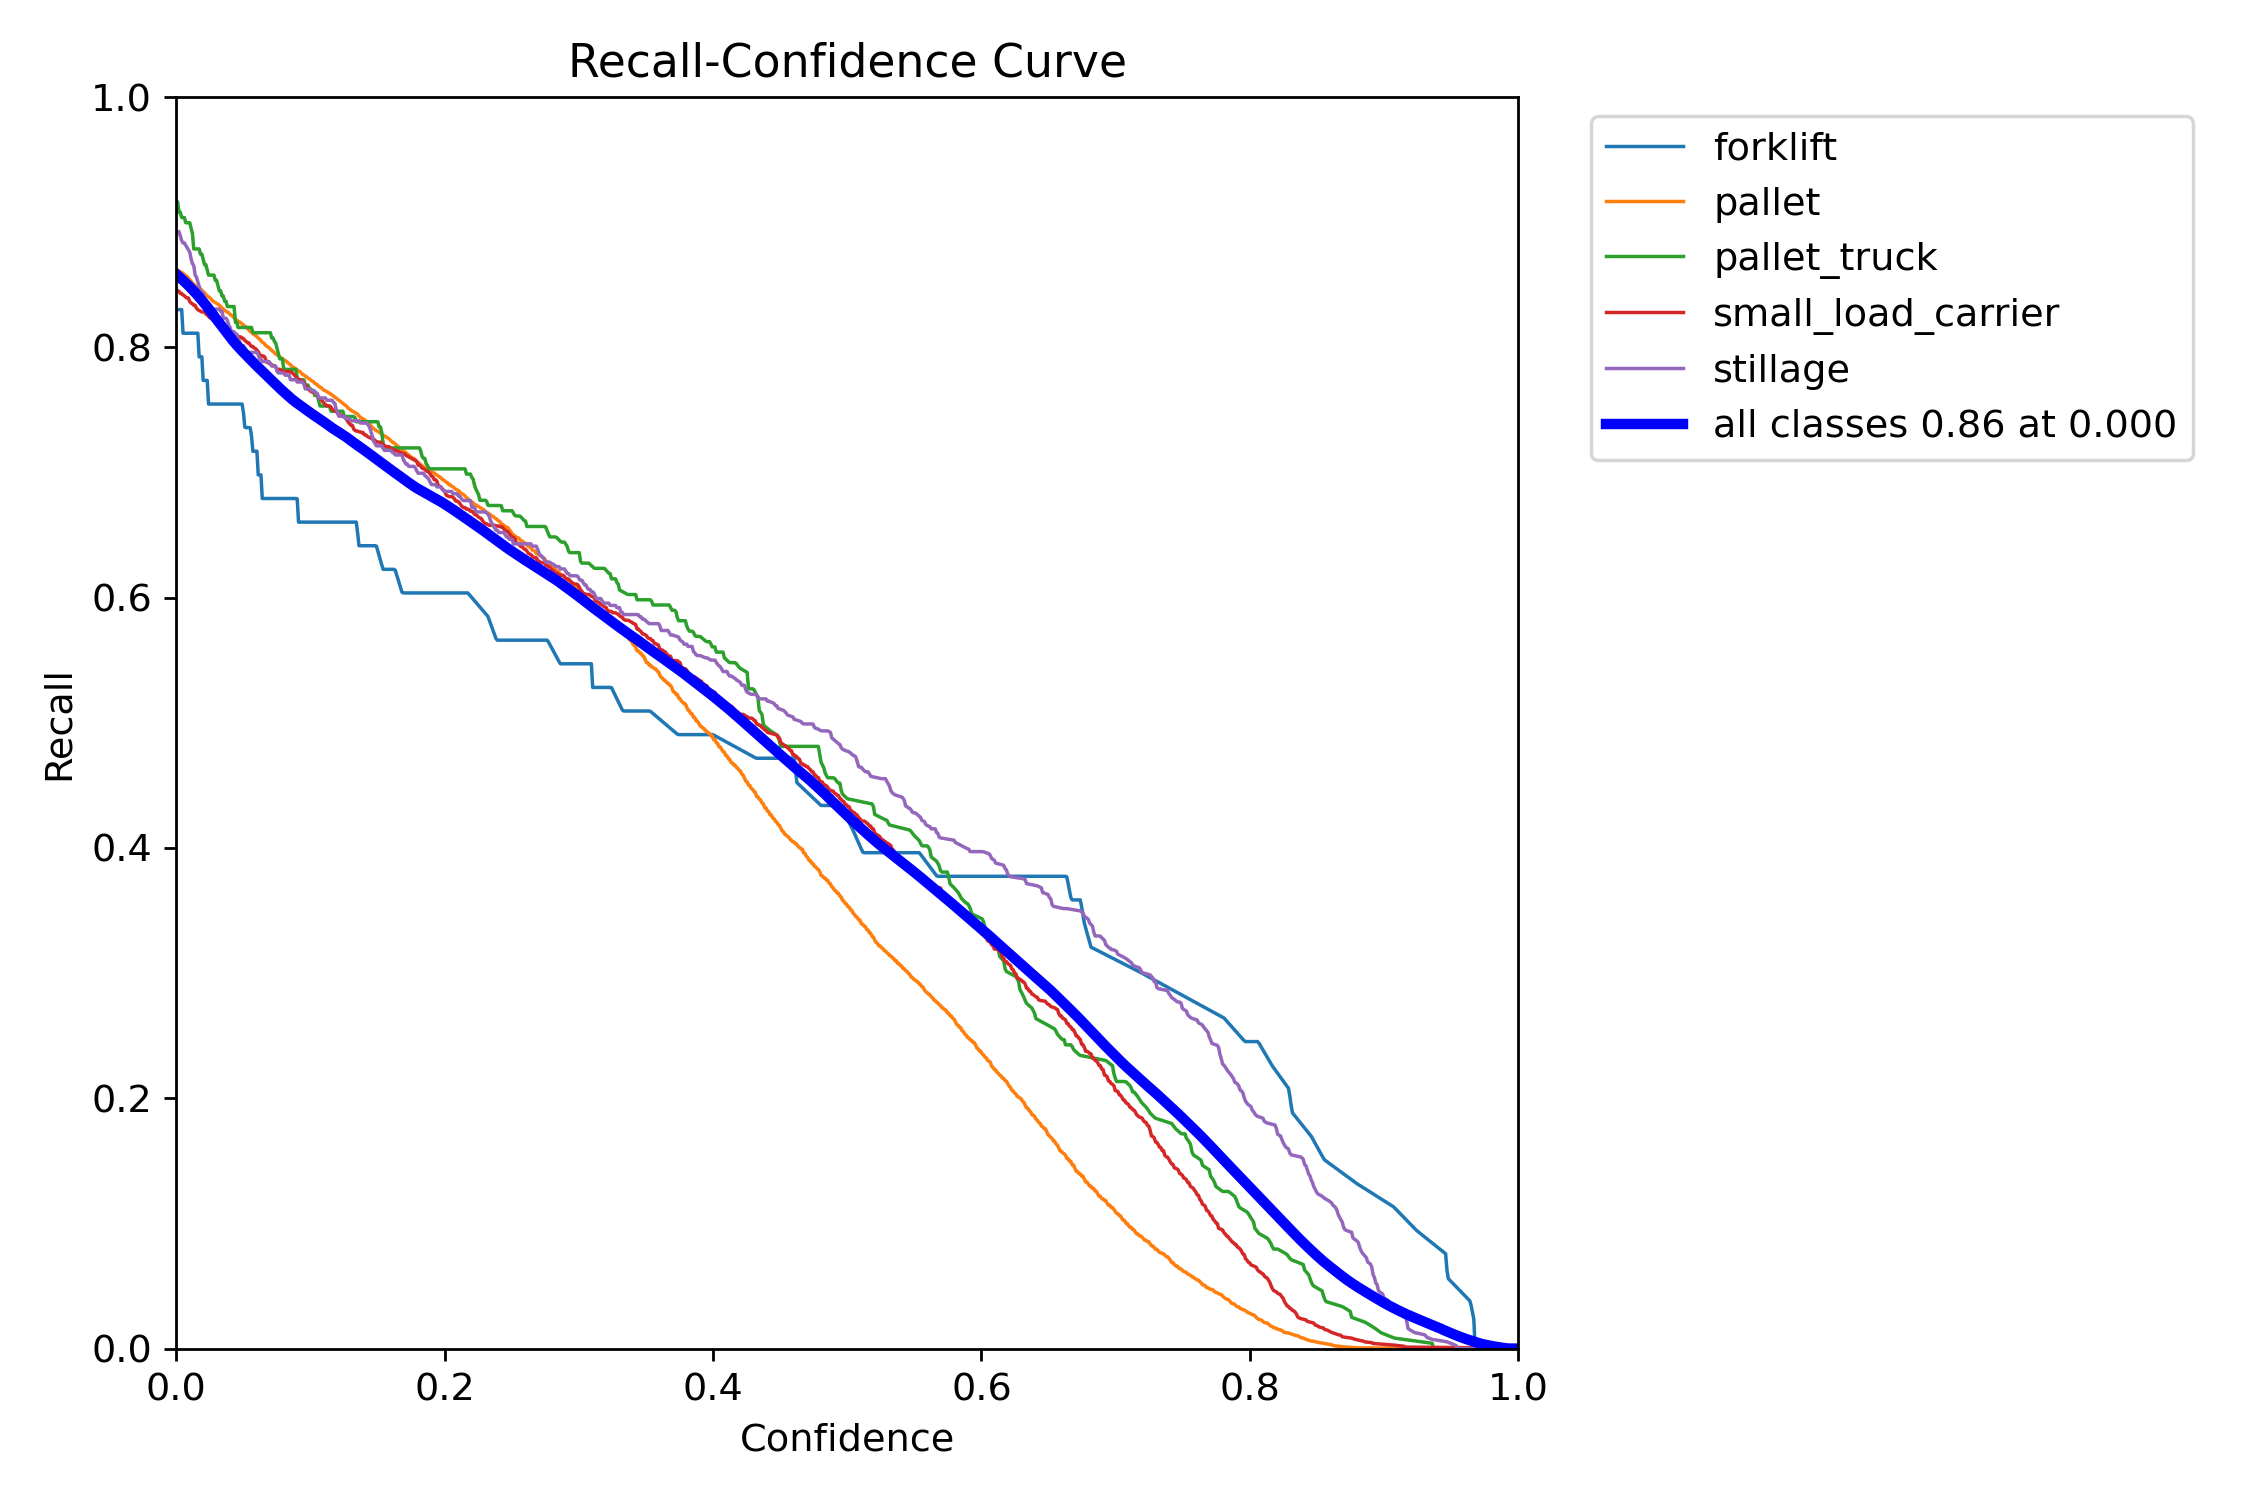 Recall-Confidence Curve
1.0
0.8
0.6
0.4
0.2
0.0
Recall
0.0 0.2 0.4 0.6 0.8 1.0
Confidence
forklift
pallet
pallet_truck
small_load_carrier
stillage
all classes 0.86 at 0.000